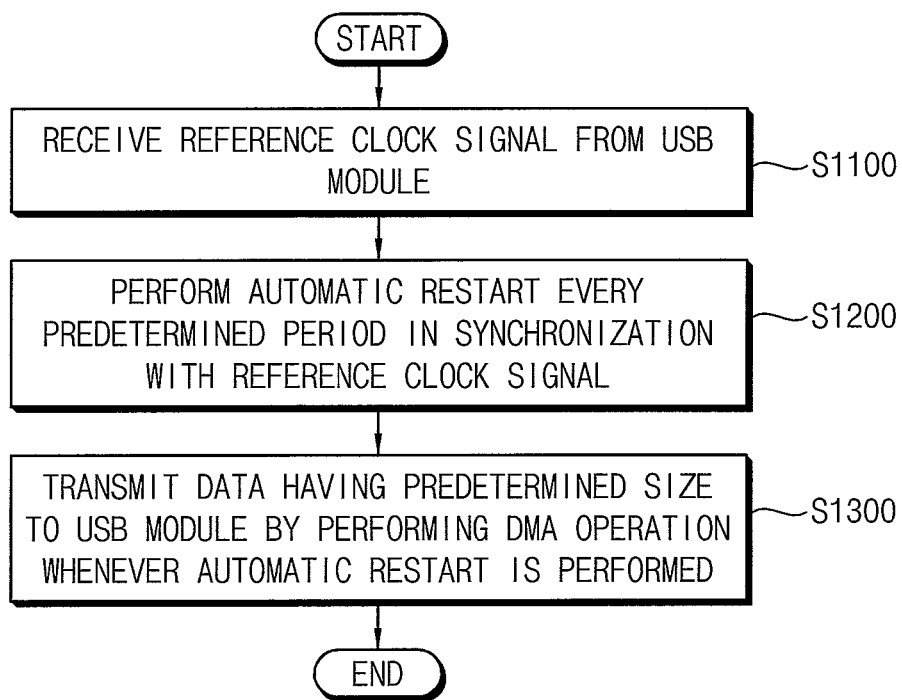 START
RECEIVE REFERENCE CLOCK SIGNAL FROM USB
MODULE
S1100
PERFORM AUTOMATIC RESTART EVERY
PREDETERMINED PERIOD IN SYNCHRONIZATION
WITH REFERENCE CLOCK SIGNAL
S1200
TRANSMIT DATA HAVING PREDETERMINED SIZE
TO USB MODULE BY PERFORMING DMA OPERATION
WHENEVER AUTOMATIC RESTART IS PERFORMED
S1300
END